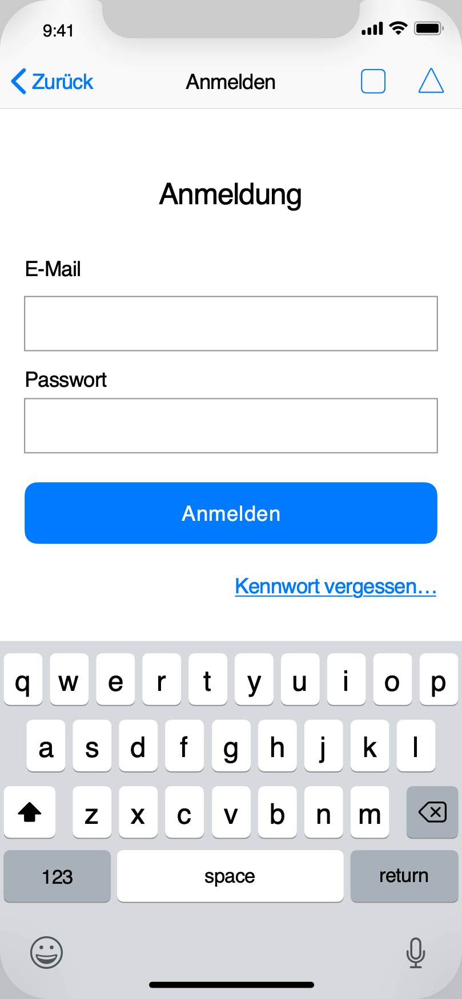 9:41
Zurück Anmelden
Anmeldung
E-Mail
Passwort
Anmelden
Kennwort vergessen…
q w e r t y u i o p
a s d f g h j k l
z x c v b n m
123 space return